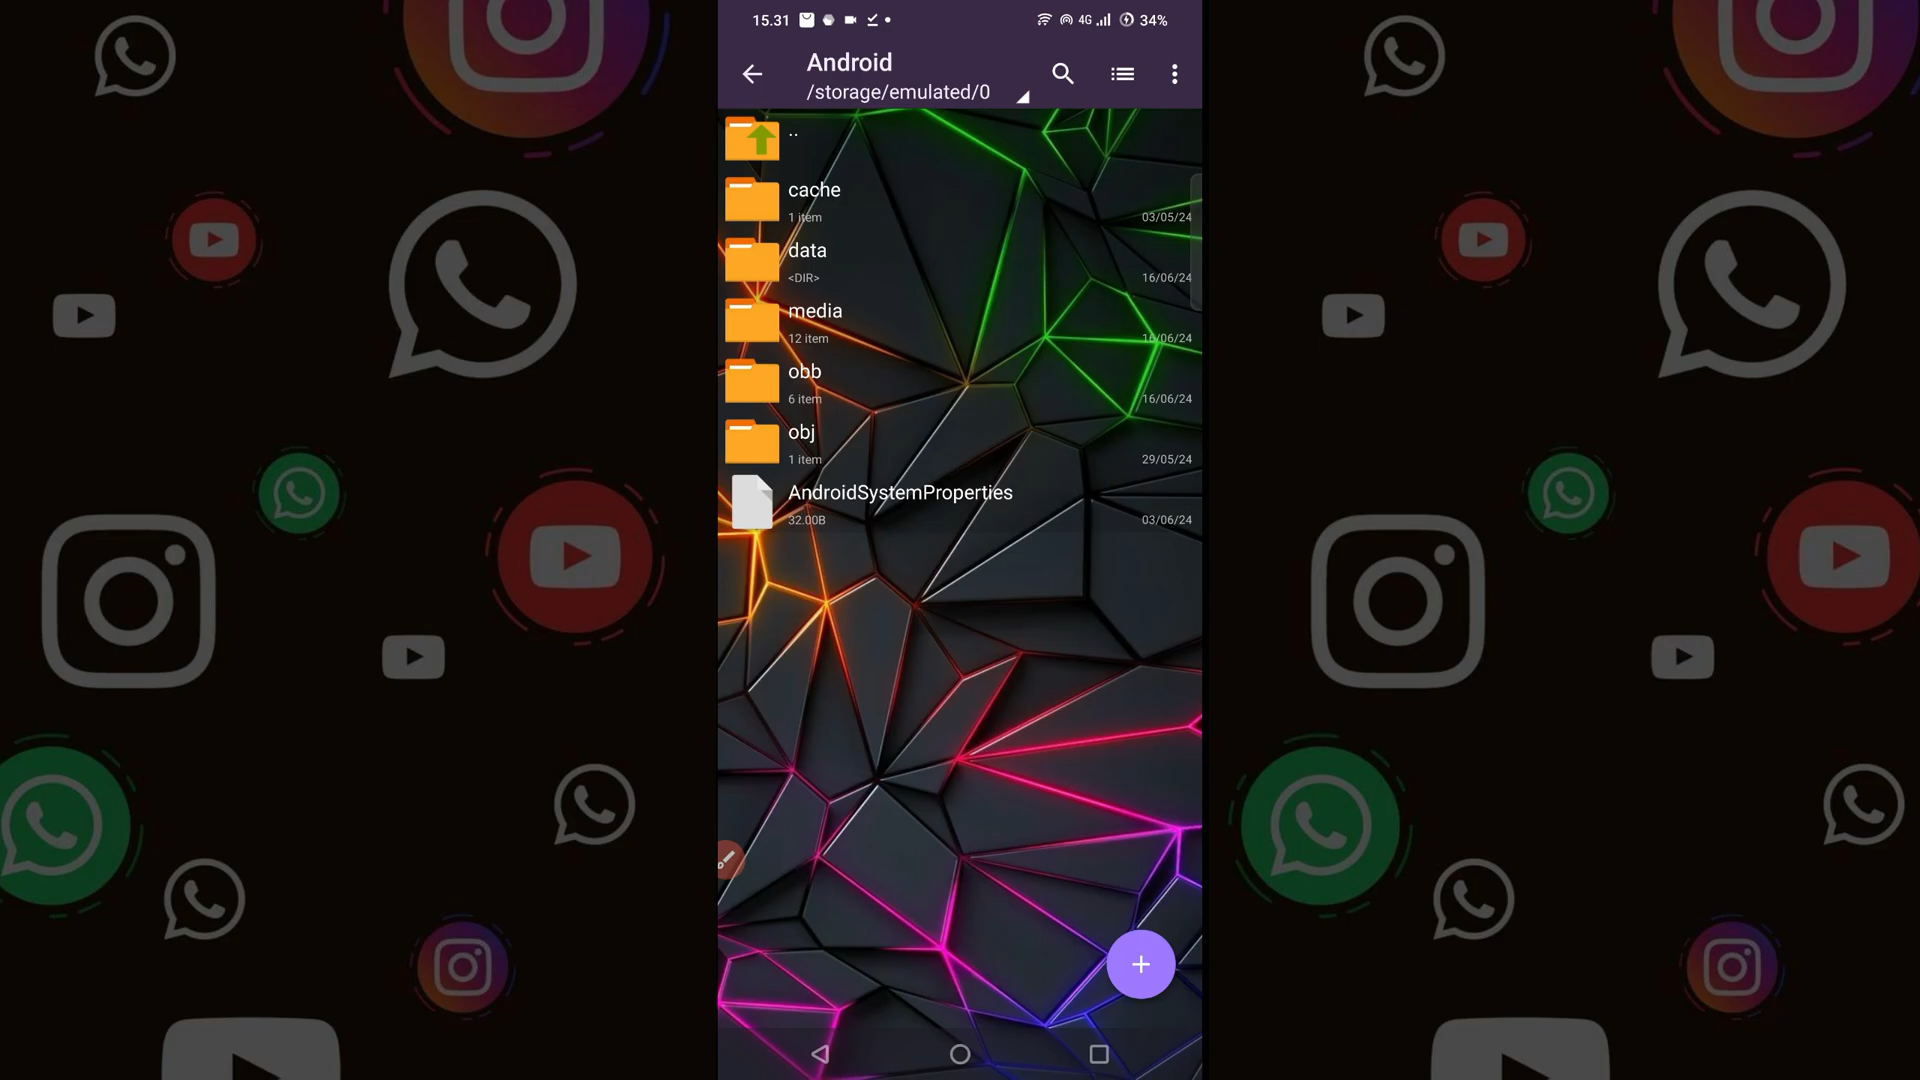 15.31
4G
34%
Android
/storage/emulated/0
..
cache
1 item
03/05/24
data
<DIR>
16/06/24
media
12 item
16/06/24
obb
6 item
16/06/24
obj
1 item
29/05/24
AndroidSystemProperties
32.00B
03/06/24